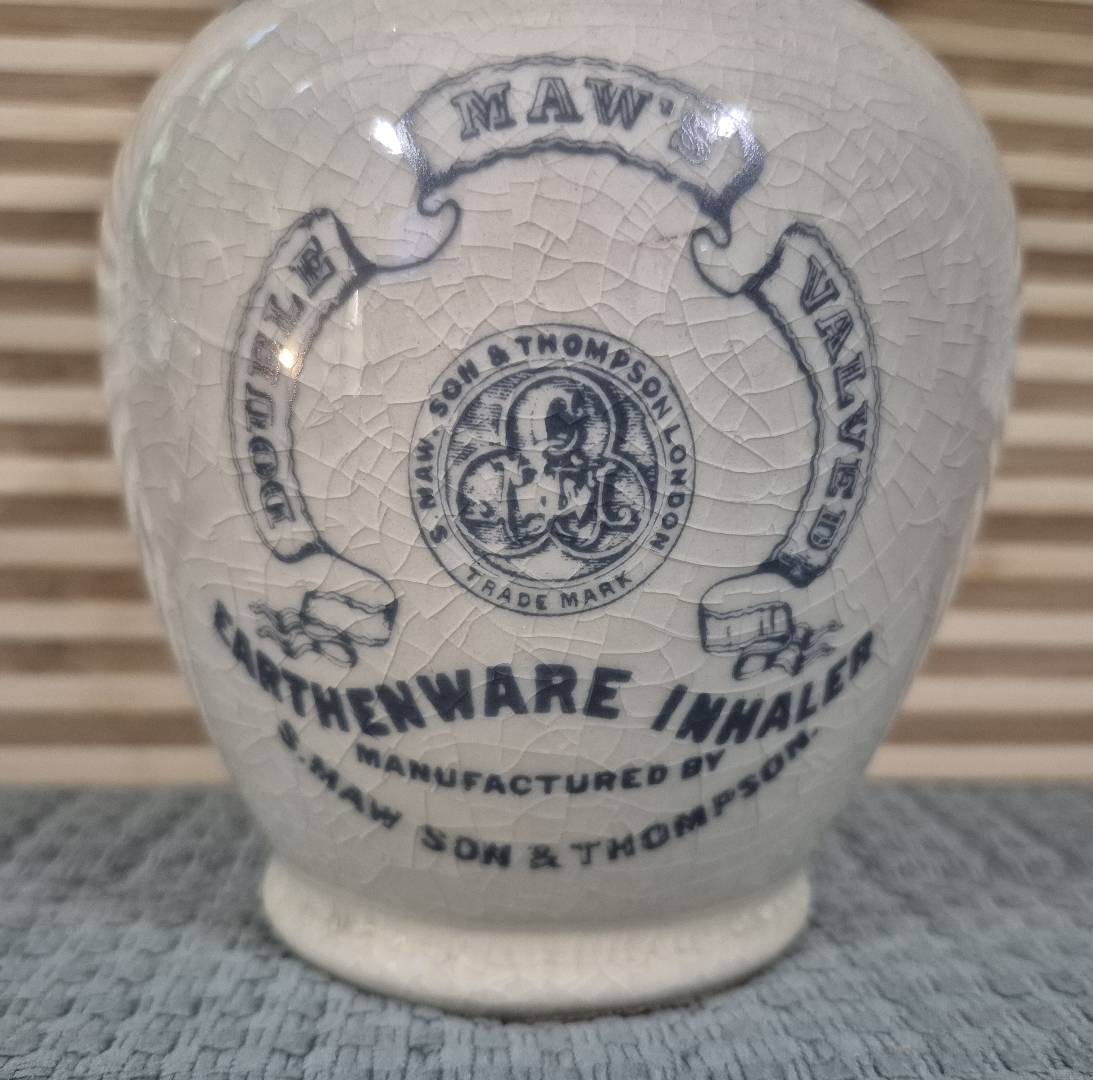 MAW'S
DOUBLE
VALVED
S. MAW. SON & THOMPSON LONDON
TRADE MARK
EARTHENWARE INHALER
MANUFACTURED BY
S. MAW SON & THOMPSON.